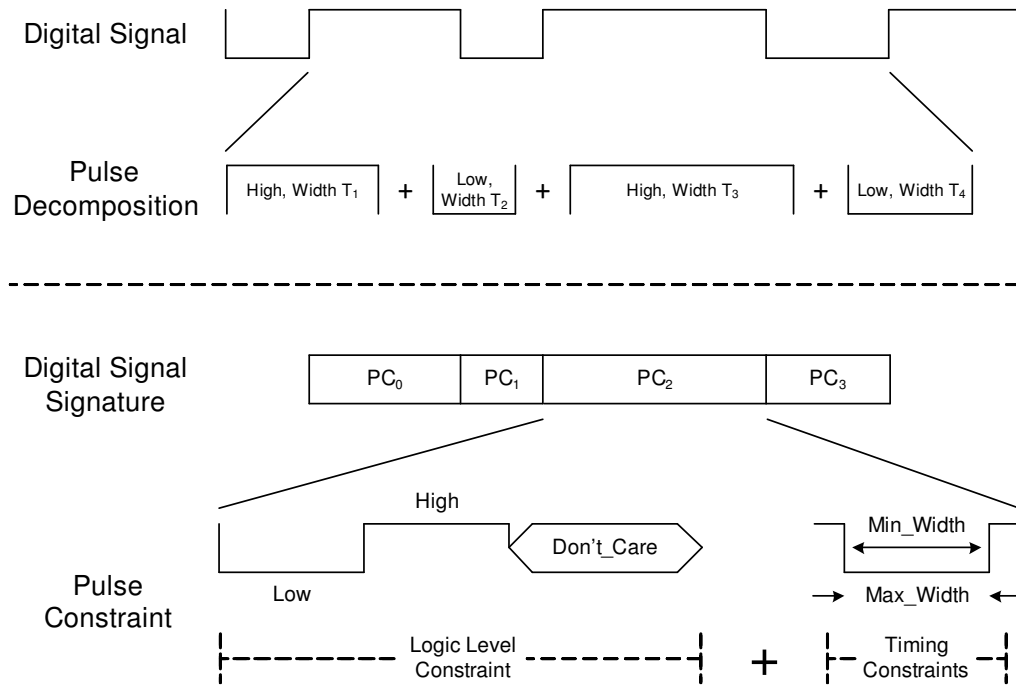 Digital Signal
Pulse
Decomposition
High, Width T₁
+
Low,
Width T₂
+
High, Width T₃
+
Low, Width T₄
Digital Signal
Signature
PC₀
PC₁
PC₂
PC₃
Pulse
Constraint
Low
High
Don't_Care
Min_Width
Max_Width
Logic Level
Constraint
+
Timing
Constraints